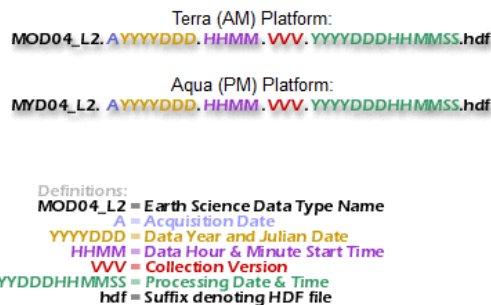 Terra (AM) Platform:
MOD04_L2. AYYYYDDD. HHMM . VVV. YYYYDDDHHMMSS.hdf
Aqua (PM) Platform:
MYD04_L2. AYYYYDDD. HHMM . VVV. YYYYDDDHHMMSS.hdf
Definitions:
MOD04_L2 = Earth Science Data Type Name
A = Acquisition Date
YYYYDDD = Data Year and Julian Date
HHMM = Data Hour & Minute Start Time
VVV = Collection Version
YYDDDHHMMSS = Processing Date & Time
hdf = Suffix denoting HDF file